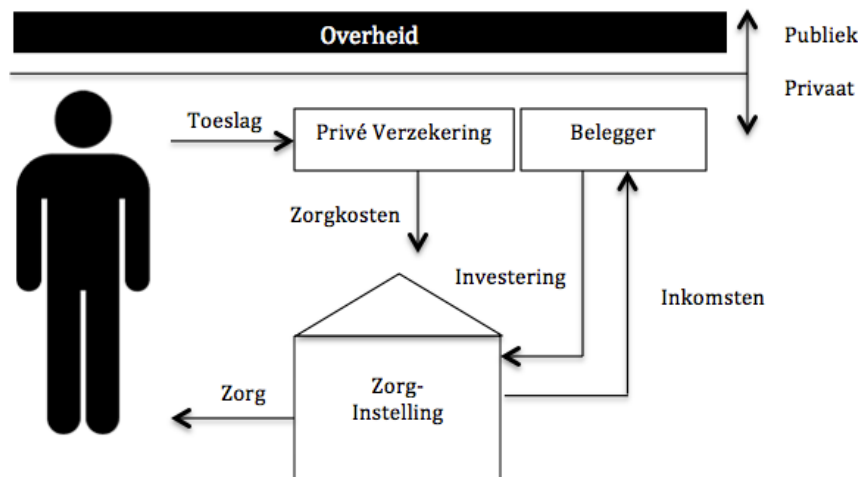 Overheid
Publiek
Privaat
Toeslag
Privé Verzekering
Belegger
Zorgkosten
Investering
Inkomsten
Zorg
Zorg-
Instelling